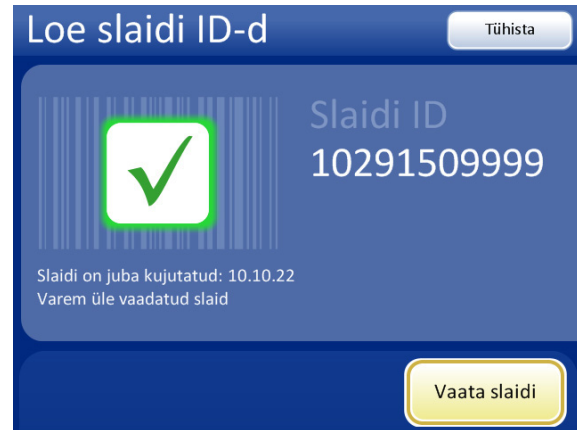 Loe slaidi ID-d
Tühista
Slaidi ID
10291509999
Slaidi on juba kujutatud: 10.10.22
Varem üle vaadatud slaid
Vaata slaidi